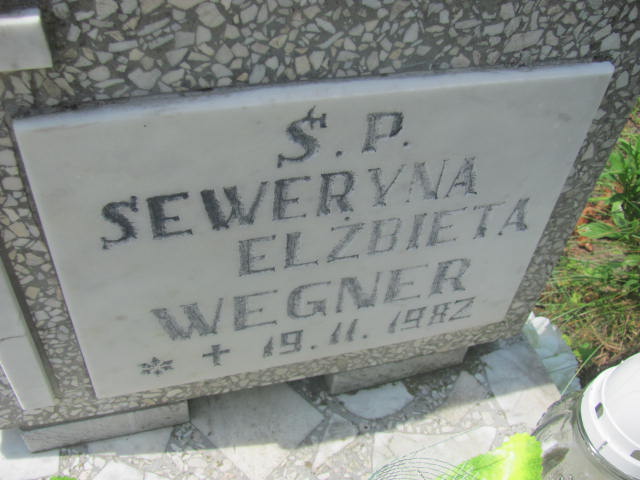 Ś.P.
SEWERYNA
ELŻBIETA
WEGNER
* + 19.11.1982